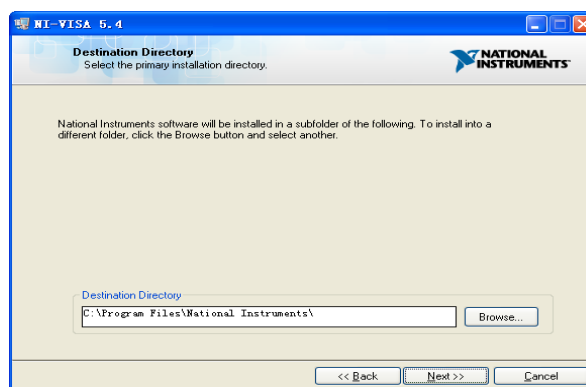 NI-VISA 5.4
Destination Directory
Select the primary installation directory.
NATIONAL
INSTRUMENTS
National Instruments software will be installed in a subfolder of the following. To install into a
different folder, click the Browse button and select another.
Destination Directory
C:\Program Files\National Instruments\
Browse...
<< Back
Next >>
Cancel